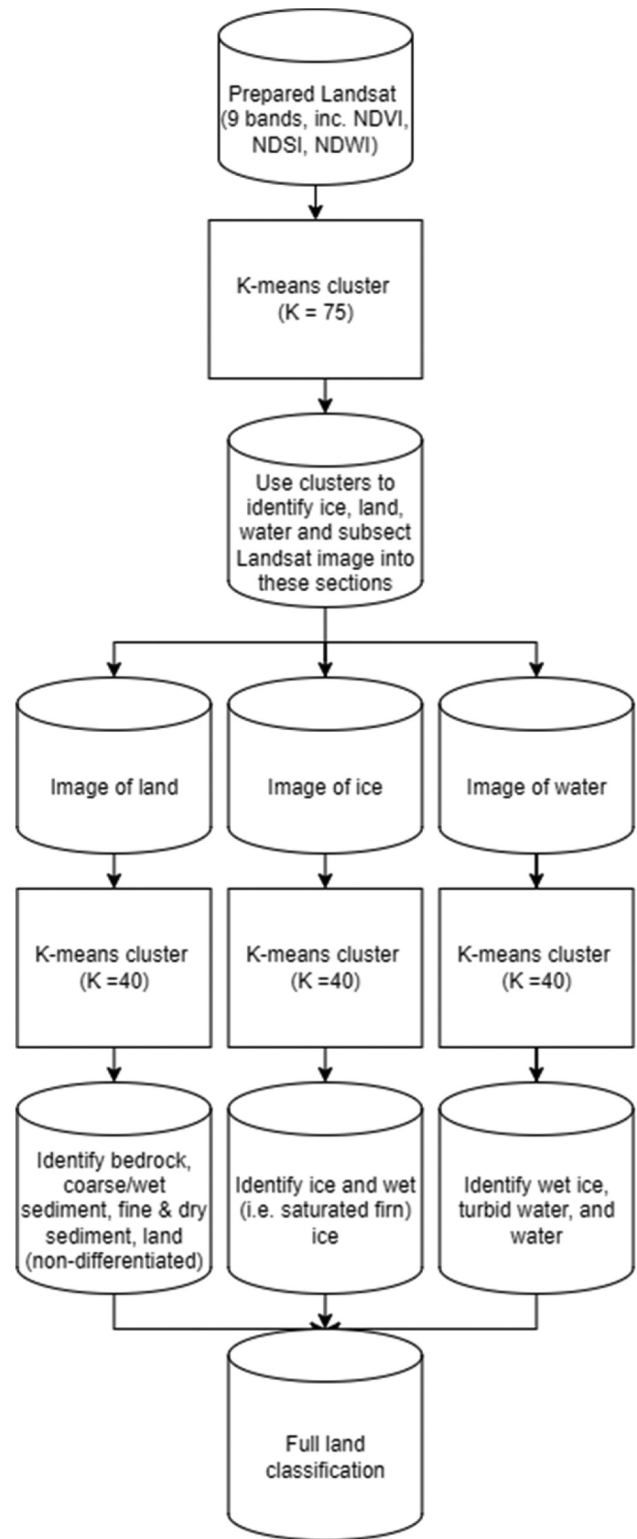 Prepared Landsat
(9 bands, inc. NDVI,
NDSI, NDWI)
K-means cluster
(K = 75)
Use clusters to
identify ice, land,
water and subsect
Landsat image into
these sections
Image of land
Image of ice
Image of water
K-means cluster
(K =40)
K-means cluster
(K =40)
K-means cluster
(K =40)
Identify bedrock,
coarse/wet
sediment, fine & dry
sediment, land
(non-differentiated)
Identify ice and wet
(i.e. saturated firn)
ice
Identify wet ice,
turbid water, and
water
Full land
classification